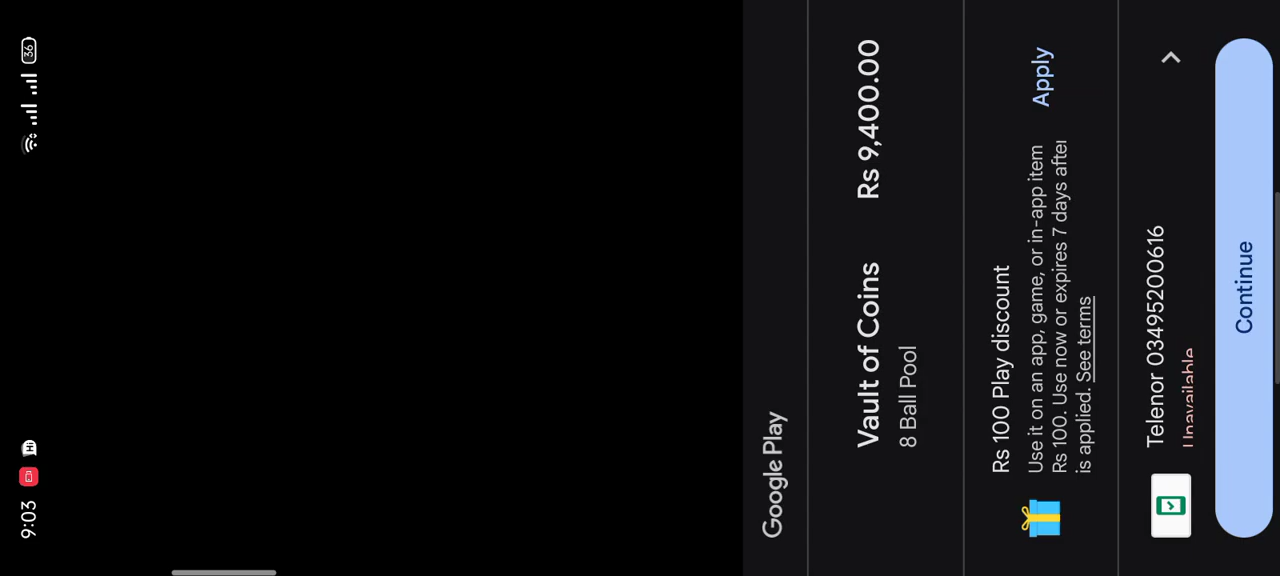 9:03
36
Google Play
Vault of Coins
Rs 9,400.00
8 Ball Pool
Rs 100 Play discount
Apply
Use it on an app, game, or in-app item
Rs 100. Use now or expires 7 days after
is applied. See terms
Telenor 03495200616
Unavailable
Continue